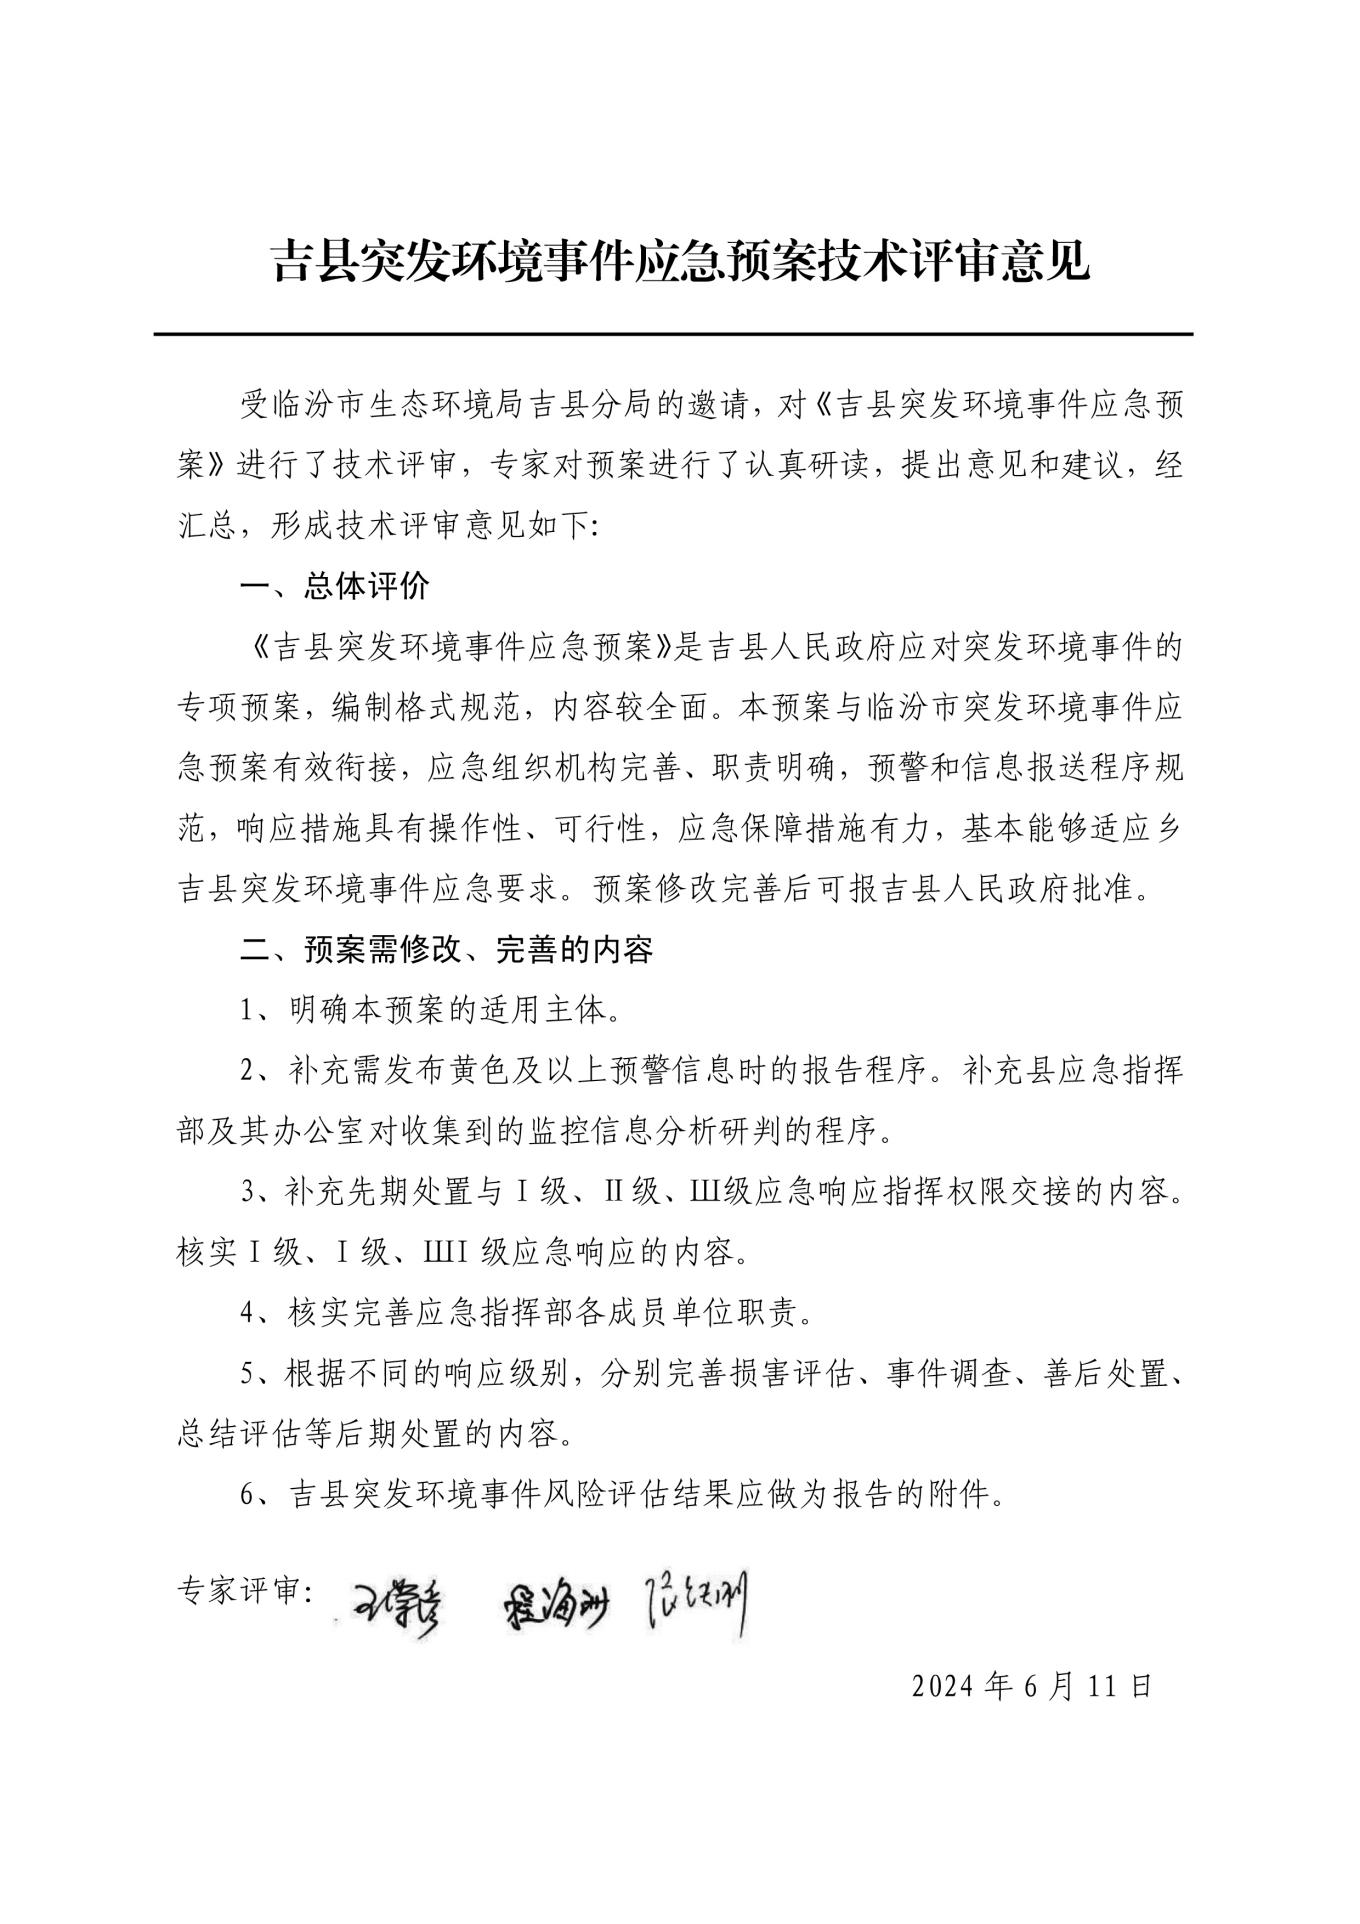 吉县突发环境事件应急预案技术评审意见
受临汾市生态环境局吉县分局的邀请，对《吉县突发环境事件应急预
案》进行了技术评审，专家对预案进行了认真研读，提出意见和建议，经
汇总，形成技术评审意见如下：
一、总体评价
《吉县突发环境事件应急预案》是吉县人民政府应对突发环境事件的
专项预案，编制格式规范，内容较全面。本预案与临汾市突发环境事件应
急预案有效衔接，应急组织机构完善、职责明确，预警和信息报送程序规
范，响应措施具有操作性、可行性，应急保障措施有力，基本能够适应乡
吉县突发环境事件应急要求。预案修改完善后可报吉县人民政府批准。
二、预案需修改、完善的内容
1、明确本预案的适用主体。
2、补充需发布黄色及以上预警信息时的报告程序。补充县应急指挥
部及其办公室对收集到的监控信息分析研判的程序。
3、补充先期处置与Ⅰ级、Ⅱ级、Ш级应急响应指挥权限交接的内容。
核实Ⅰ级、Ⅰ级、ШⅠ级应急响应的内容。
4、核实完善应急指挥部各成员单位职责。
5、根据不同的响应级别，分别完善损害评估、事件调查、善后处置、
总结评估等后期处置的内容。
6、吉县突发环境事件风险评估结果应做为报告的附件。
专家评审： 程海洲
2024 年 6 月 11 日